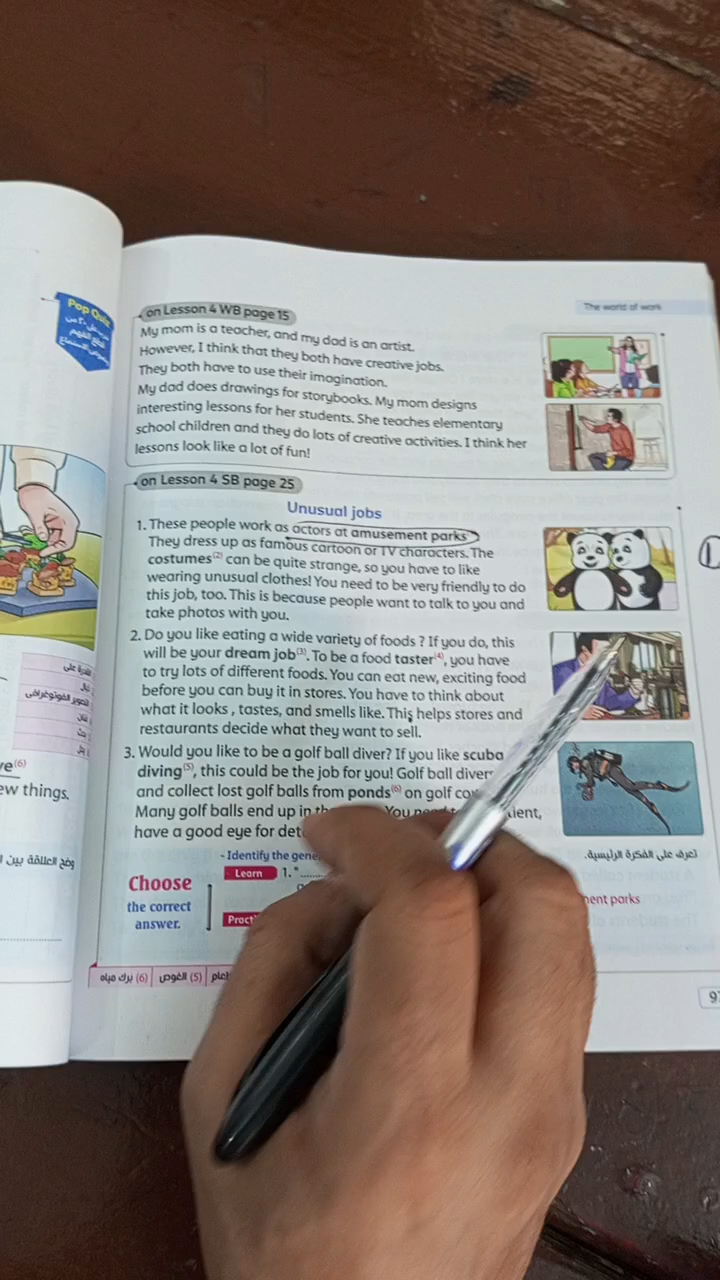 The world of work
Pop
on Lesson 4 WB page 15
My mom is a teacher, and my dad is an artist.
However, I think that they both have creative jobs.
They both have to use their imagination.
My dad does drawings for storybooks. My mom designs
interesting lessons for her students. She teaches elementary
school children and they do lots of creative activities. I think her
lessons look like a lot of fun!
on Lesson 4 SB page 25
Unusual jobs
1. These people work as actors at amusement parks
They dress up as famous cartoon or TV characters. The
costumes(2) can be quite strange, so you have to like
wearing unusual clothes! You need to be very friendly to do
this job, too. This is because people want to talk to you and
take photos with you.
2. Do you like eating a wide variety of foods ? If you do, this
will be your dream job(3). To be a food taster(4), you have
to try lots of different foods. You can eat new, exciting food
before you can buy it in stores. You have to think about
what it looks , tastes, and smells like. This helps stores and
restaurants decide what they want to sell.
3. Would you like to be a golf ball diver? If you like scuba
diving(5), this could be the job for you! Golf ball diver
and collect lost golf balls from ponds(6) on golf
Many golf balls end up in You
have a good eye for
- Identify the
تعرف على الفكرة الرئيسية.
Choose
the correct
answer.
Learn 1. "
ment parks
(6) برك مياه (5) الغوص
(6)
ew things.
وضح العلاقة بين